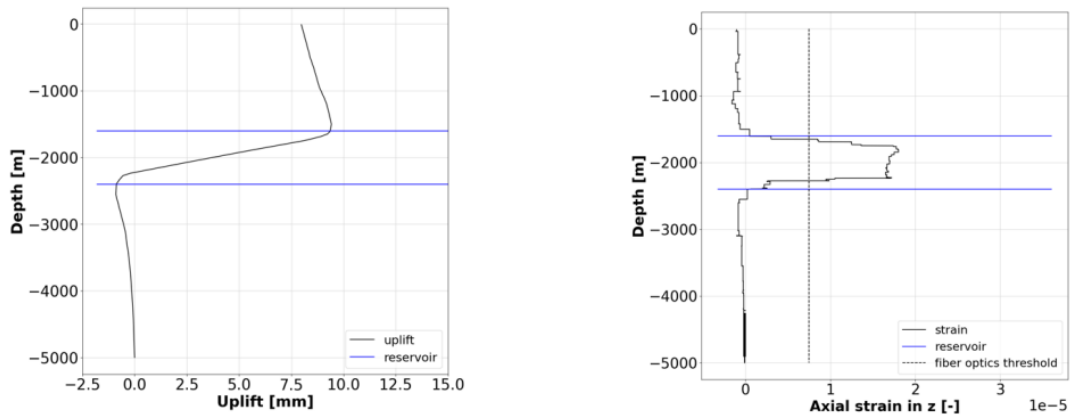 0
−1000
−2000
−3000
−4000
−5000
Depth [m]
−2.5 0.0 2.5 5.0 7.5 10.0 12.5 15.0
Uplift [mm]
uplift
reservoir
0
−1000
−2000
−3000
−4000
−5000
Depth [m]
0 1 2 3
1e−5
Axial strain in z [-]
strain
reservoir
fiber optics threshold